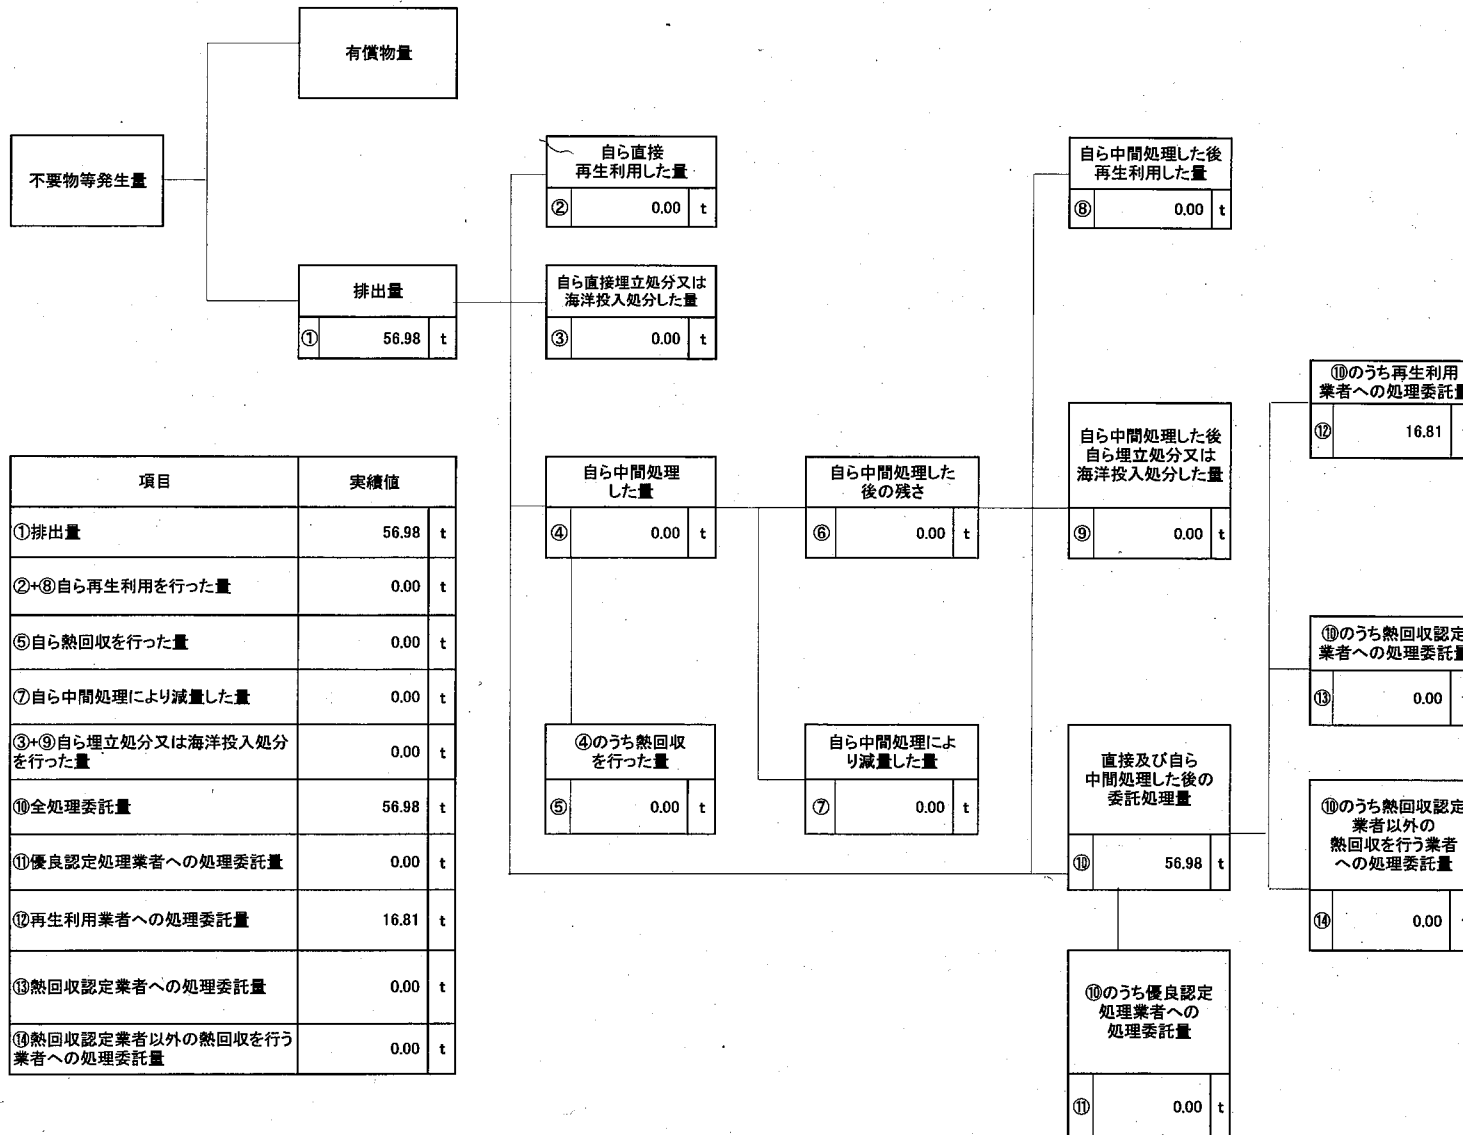 有償物量
不要物等発生量
排出量
① 56.98 t
自ら直接
再生利用した量
② 0.00 t
自ら直接埋立処分又は
海洋投入処分した量
③ 0.00 t
自ら中間処理
した量
④ 0.00 t
④のうち熱回収
を行った量
⑤ 0.00 t
自ら中間処理した
後の残さ
⑥ 0.00 t
自ら中間処理によ
り減量した量
⑦ 0.00 t
自ら中間処理した後
再生利用した量
⑧ 0.00 t
自ら中間処理した後
自ら埋立処分又は
海洋投入処分した量
⑨ 0.00 t
直接及び自ら
中間処理した後の
委託処理量
⑩ 56.98 t
⑩のうち優良認定
処理業者への
処理委託量
⑪ 0.00 t
⑩のうち再生利用
業者への処理委託量
⑫ 16.81
⑩のうち熱回収認定
業者への処理委託量
⑬ 0.00
⑩のうち熱回収認定
業者以外の
熱回収を行う業者
への処理委託量
⑭ 0.00
項目 実績値
①排出量 56.98 t
②+⑧自ら再生利用を行った量 0.00 t
⑤自ら熱回収を行った量 0.00 t
⑦自ら中間処理により減量した量 0.00 t
③+⑨自ら埋立処分又は海洋投入処分
を行った量 0.00 t
⑩全処理委託量 56.98 t
⑪優良認定処理業者への処理委託量 0.00 t
⑫再生利用業者への処理委託量 16.81 t
⑬熱回収認定業者への処理委託量 0.00 t
⑭熱回収認定業者以外の熱回収を行う
業者への処理委託量 0.00 t